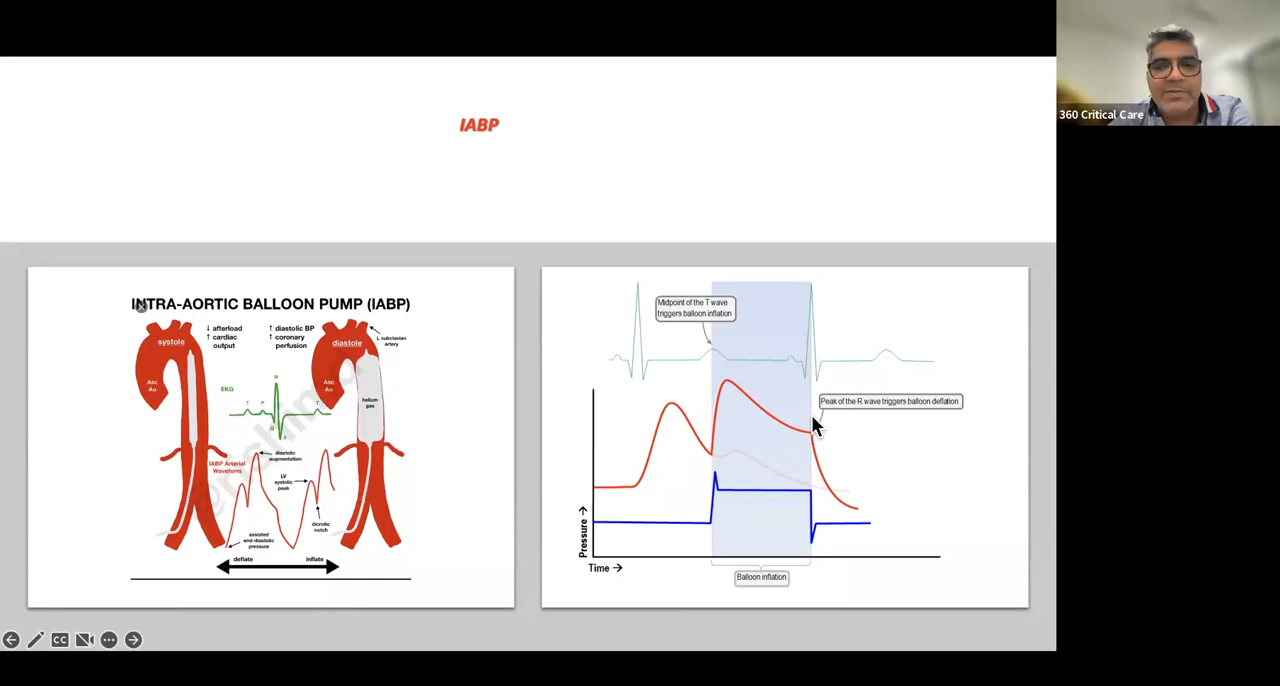 360 Critical Care
IABP
INTRA-AORTIC BALLOON PUMP (IABP)
systole
↓ afterload
↑ cardiac
output
↑ diastolic BP
↑ coronary
perfusion
diastole
L subclavian
artery
Asc
Ao
EKG
R
T
P
Q
S
T
Asc
Ao
helium
gas
IABP Arterial
Waveforms
diastolic
augmentation
LV
systolic
peak
dicrotic
notch
assisted
end-diastolic
pressure
deflate
inflate
Midpoint of the T wave
triggers balloon inflation
Peak of the R wave triggers balloon deflation
Pressure →
Time →
Balloon inflation
CC